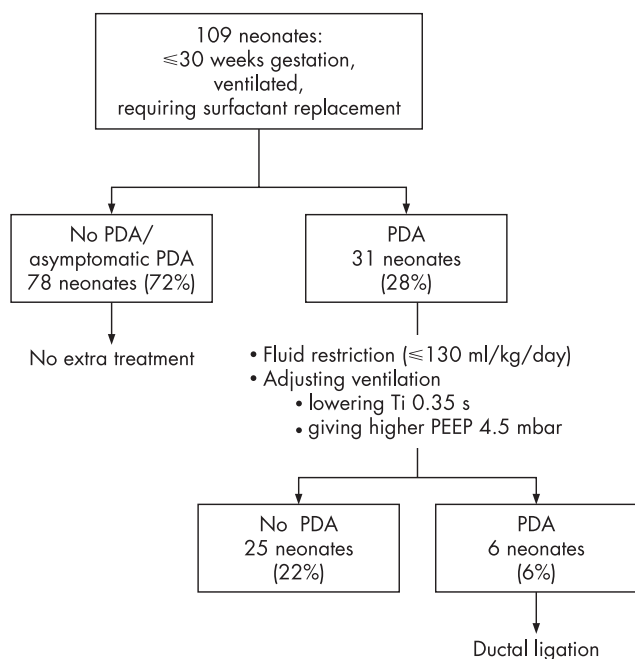 109 neonates:
≤30 weeks gestation,
ventilated,
requiring surfactant replacement
No PDA/
asymptomatic PDA
78 neonates (72%)
PDA
31 neonates
(28%)
No extra treatment
• Fluid restriction (≤130 ml/kg/day)
• Adjusting ventilation
• lowering Ti 0.35 s
• giving higher PEEP 4.5 mbar
No PDA
25 neonates
(22%)
PDA
6 neonates
(6%)
Ductal ligation